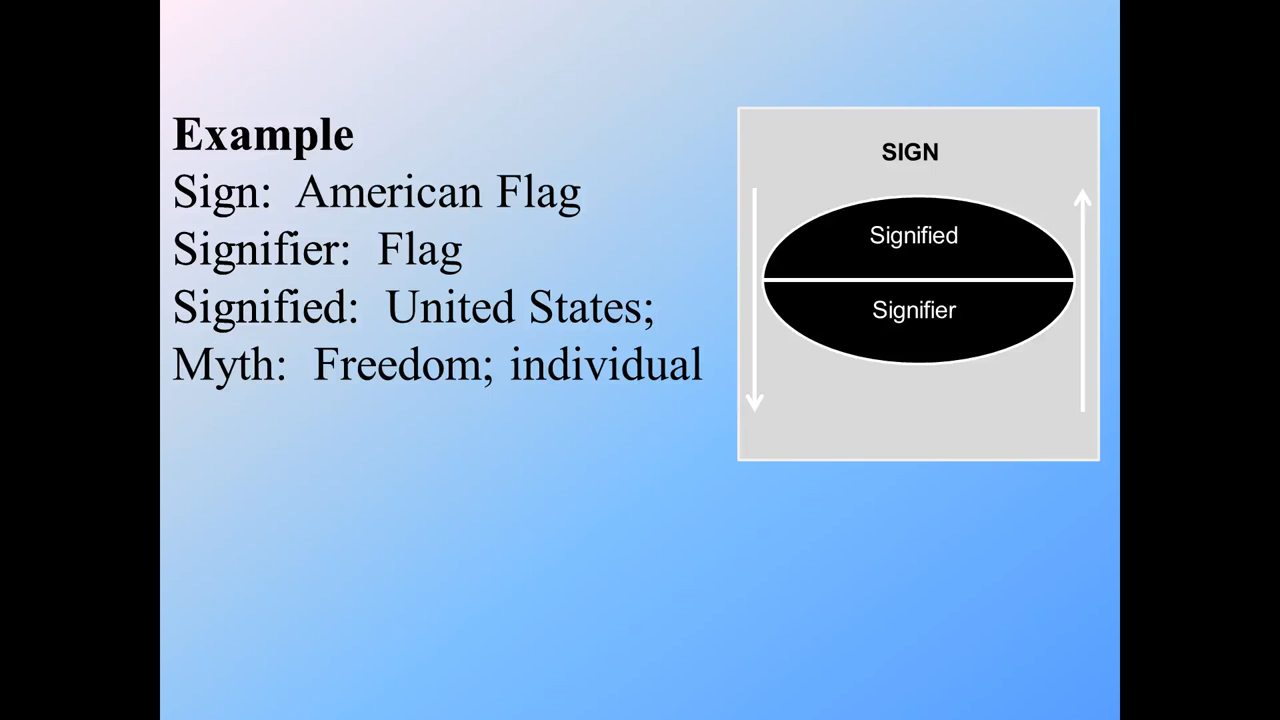 Example
Sign: American Flag
Signifier: Flag
Signified: United States;
Myth: Freedom; individual
SIGN
Signified
Signifier